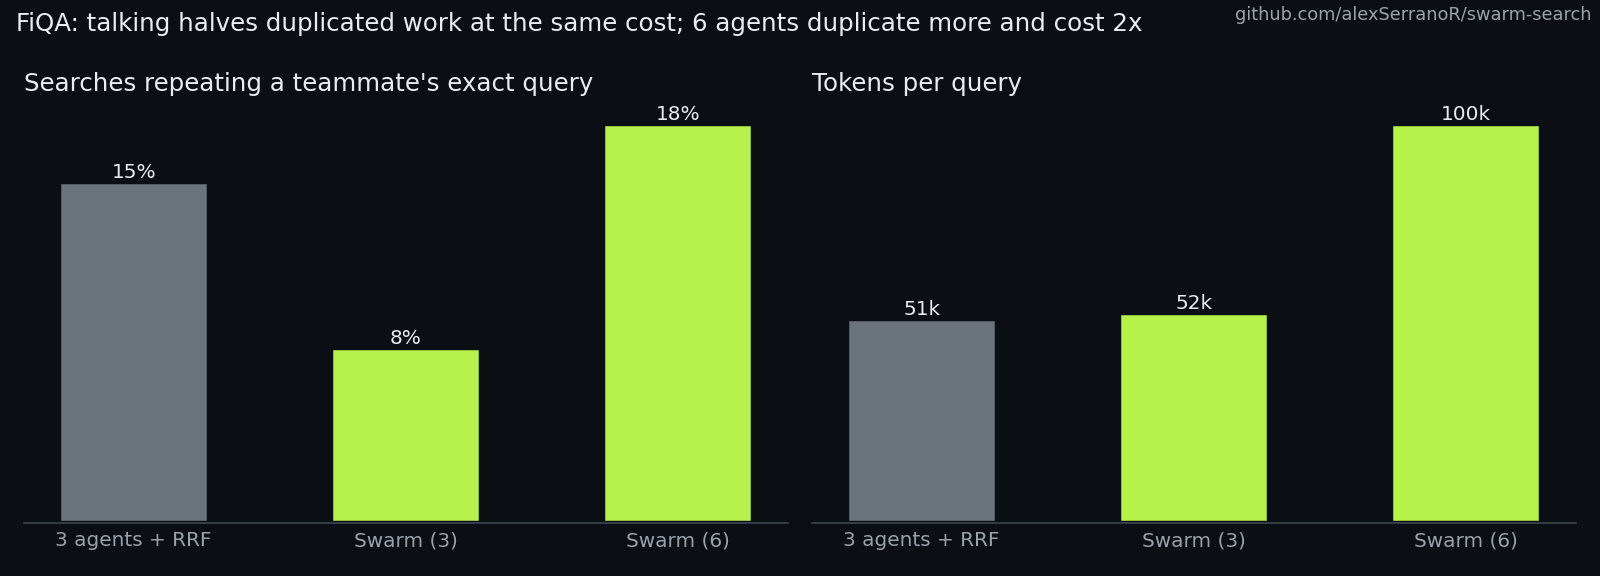 FiQA: talking halves duplicated work at the same cost; 6 agents duplicate more and cost 2x
github.com/alexSerranoR/swarm-search
Searches repeating a teammate's exact query
15%
8%
18%
3 agents + RRF
Swarm (3)
Swarm (6)
Tokens per query
51k
52k
100k
3 agents + RRF
Swarm (3)
Swarm (6)